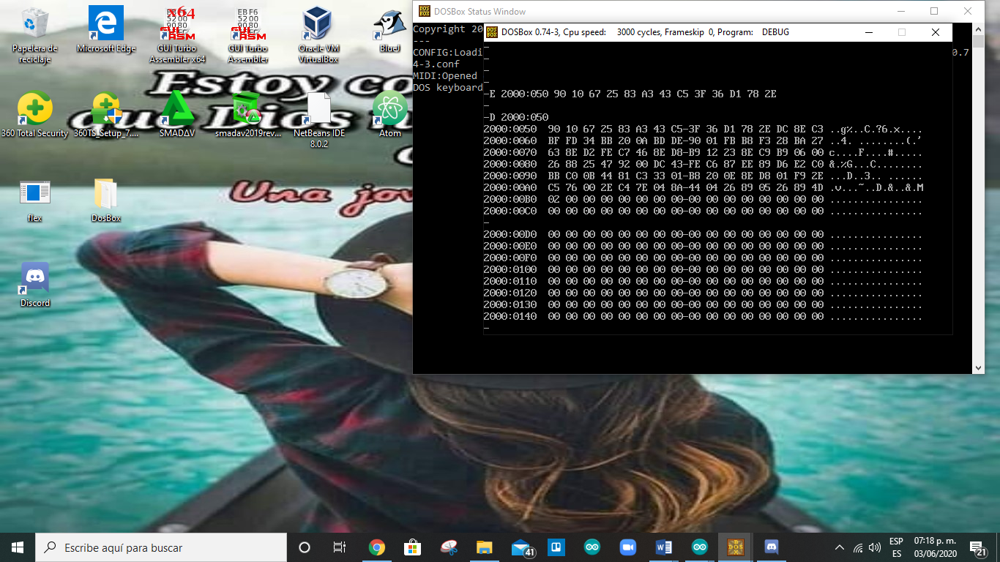 Papelera de reciclaje
Microsoft Edge
x64
EB F6
5200
9080
GUI
ASM
GUI Turbo Assembler x64
EB F6
5200
9080
GUI
ASM
GUI Turbo Assembler
Oracle VM VirtualBox
BlueJ
360 Total Security
360TS_Setup_7....
SMADΔV
smadav2019rev...
NetBeans IDE 8.0.2
Atom
flex
DosBox
Discord
Estoy co
que Dios
Una jov
DOSBox Status Window
Copyright 20
---
CONFIG:Loadi
0.7
4-3.conf
MIDI:Opened
DOS keyboard
DOSBox 0.74-3, Cpu speed: 3000 cycles, Frameskip 0, Program: DEBUG
-
-
-
-E 2000:050 90 10 67 25 83 A3 43 C5 3F 36 D1 78 2E
-
-D 2000:050
2000:0050 90 10 67 25 83 A3 43 C5-3F 36 D1 78 2E DC 8E C3 ..g%..C.?6.x....
2000:0060 BF FD 34 BB 20 0A BD DE-90 01 FB B8 F3 28 BA 27 ..4. ........(.'
2000:0070 63 8E D2 FE C7 46 8E D8-B9 12 23 8E C9 B9 06 00 c....F....#.....
2000:0080 26 88 25 47 92 00 DC 43-FE C6 87 EE 89 D6 E2 C0 &.%G...C........
2000:0090 BB C0 0B 44 81 C3 33 01-B8 20 0E 8E D8 01 F9 2E ...D..3.. ......
2000:00A0 C5 76 00 2E C4 7E 04 8A-44 04 26 89 05 26 89 4D .v...~..D.&..&.M
2000:00B0 02 00 00 00 00 00 00 00-00 00 00 00 00 00 00 00 ................
2000:00C0 00 00 00 00 00 00 00 00-00 00 00 00 00 00 00 00 ................
-
2000:00D0 00 00 00 00 00 00 00 00-00 00 00 00 00 00 00 00 ................
2000:00E0 00 00 00 00 00 00 00 00-00 00 00 00 00 00 00 00 ................
2000:00F0 00 00 00 00 00 00 00 00-00 00 00 00 00 00 00 00 ................
2000:0100 00 00 00 00 00 00 00 00-00 00 00 00 00 00 00 00 ................
2000:0110 00 00 00 00 00 00 00 00-00 00 00 00 00 00 00 00 ................
2000:0120 00 00 00 00 00 00 00 00-00 00 00 00 00 00 00 00 ................
2000:0130 00 00 00 00 00 00 00 00-00 00 00 00 00 00 00 00 ................
2000:0140 00 00 00 00 00 00 00 00-00 00 00 00 00 00 00 00 ................
-
Escribe aquí para buscar
41
ESP
ES
07:18 p. m.
03/06/2020
21